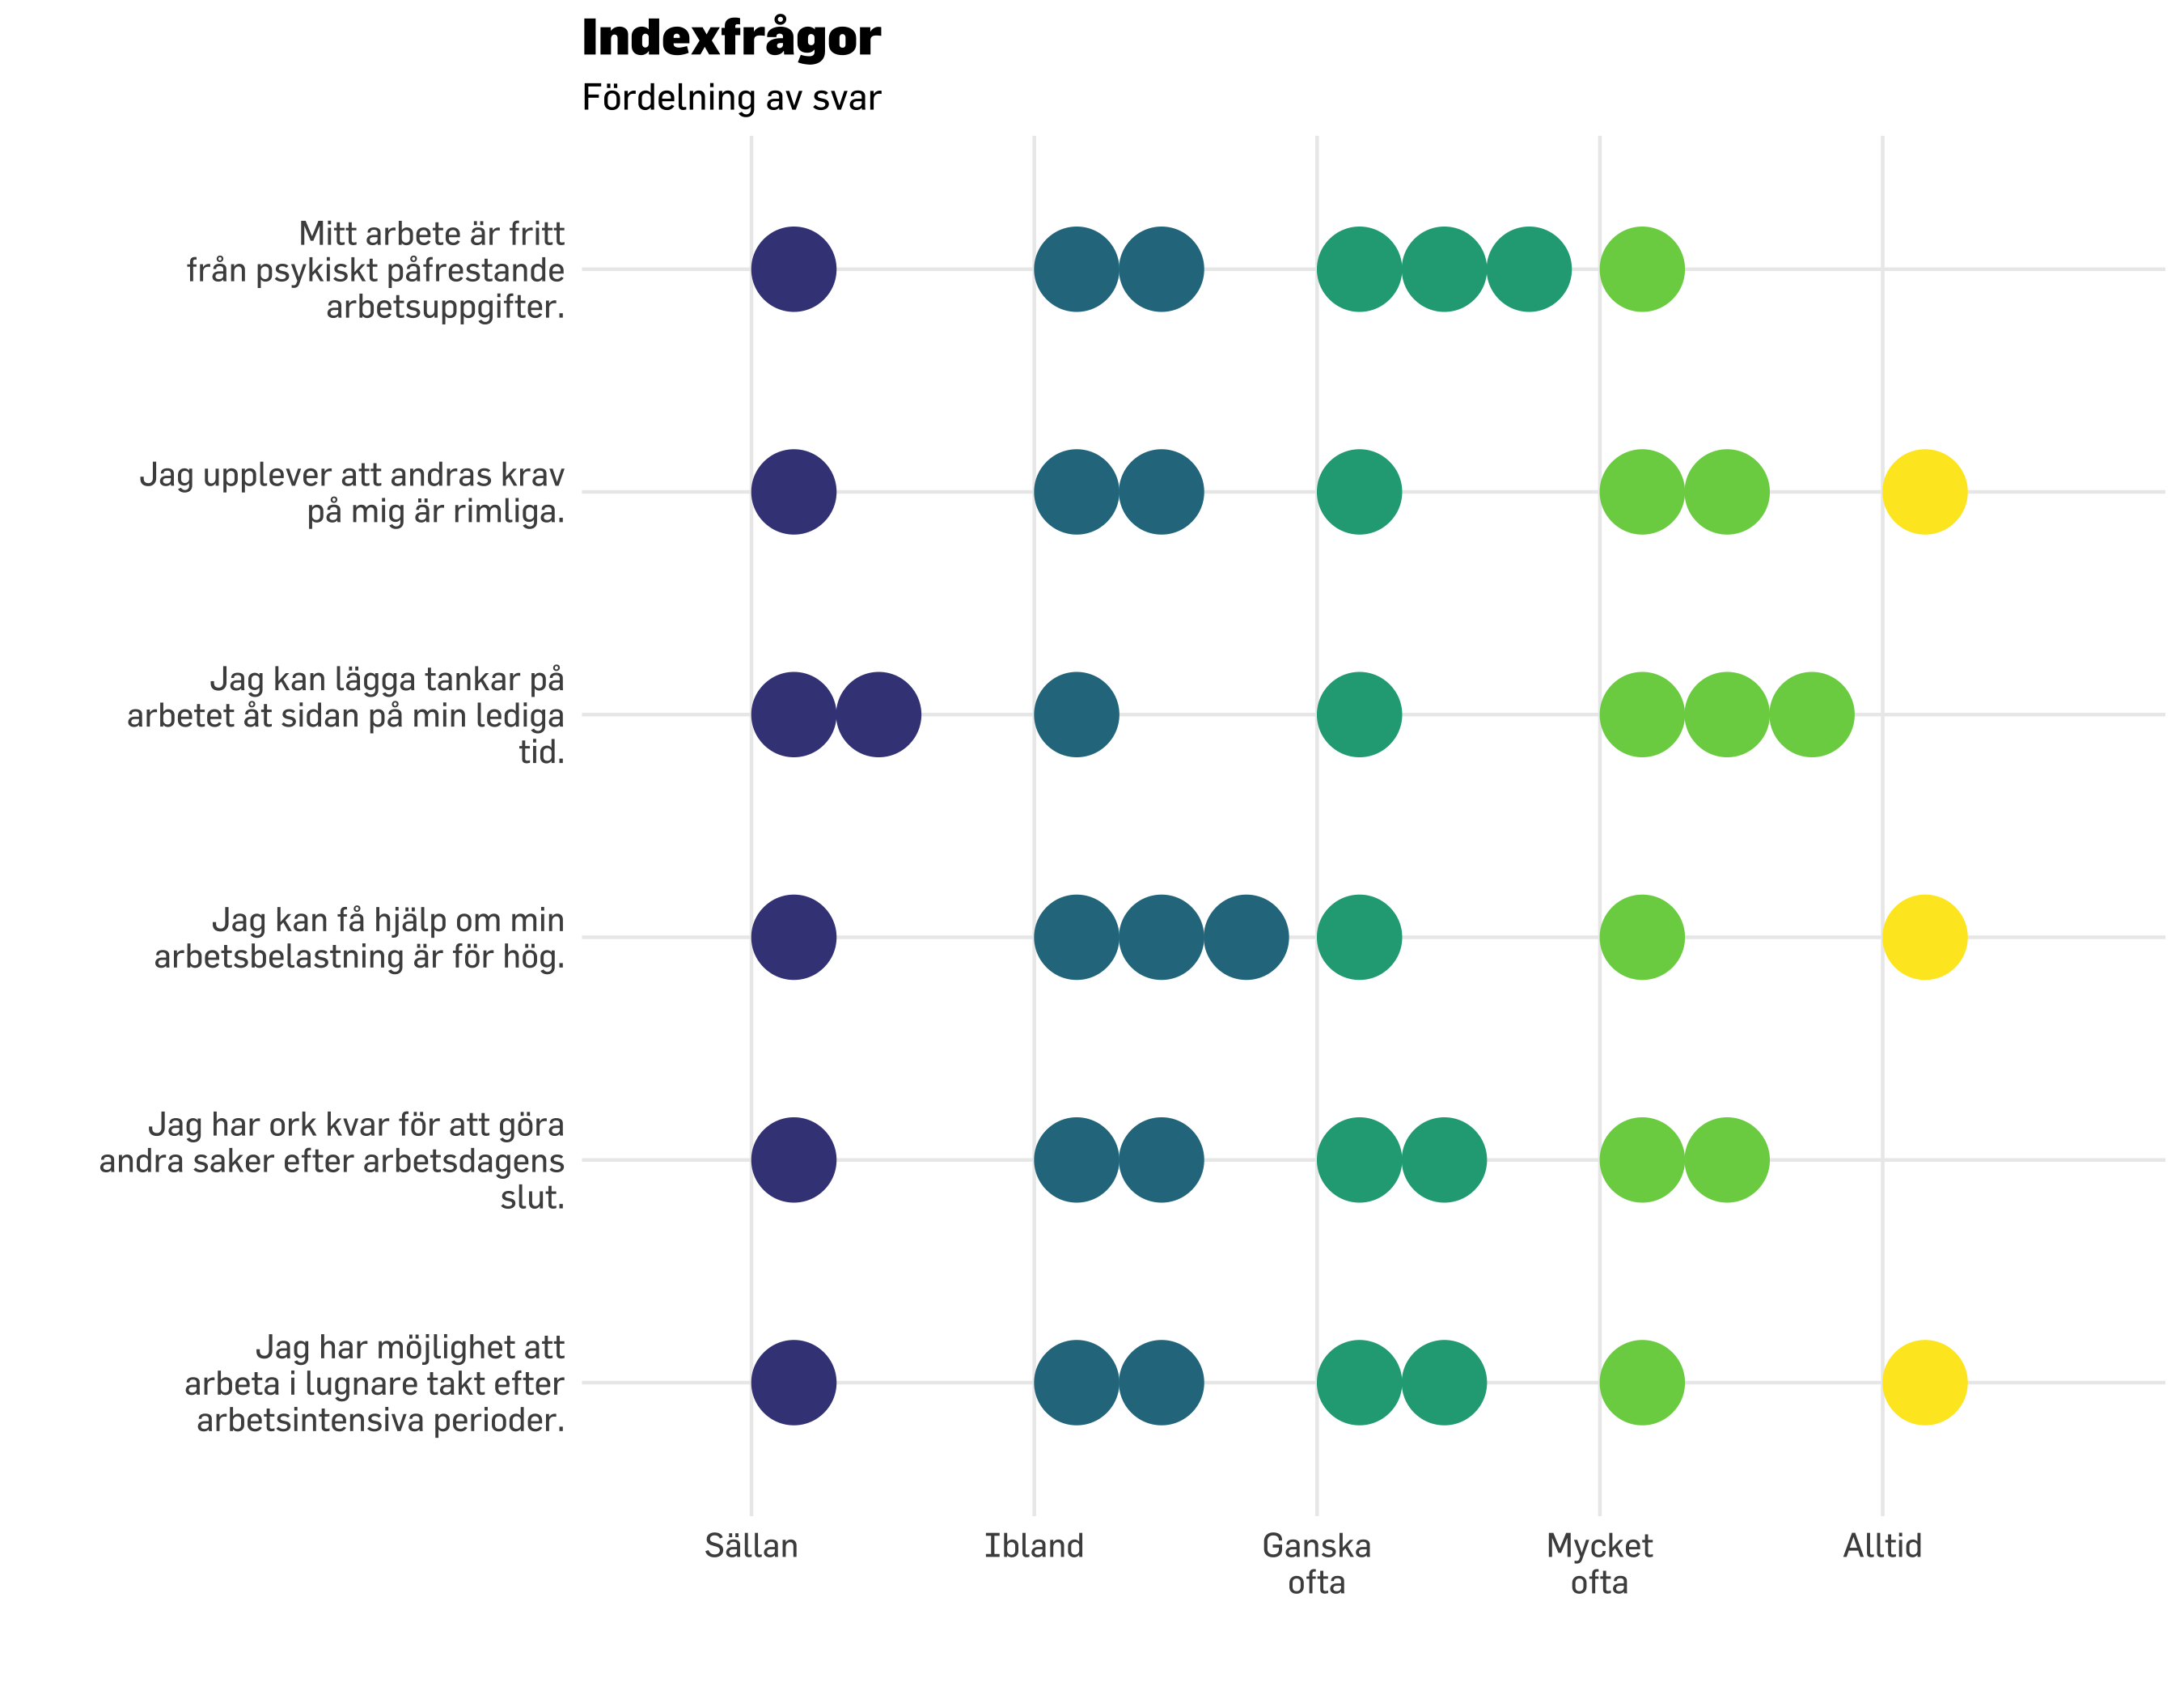 Indexfrågor
Fördelning av svar
Mitt arbete är fritt
från psykiskt påfrestande
arbetsuppgifter.
Jag upplever att andras krav
på mig är rimliga.
Jag kan lägga tankar på
arbetet åt sidan på min lediga
tid.
Jag kan få hjälp om min
arbetsbelastning är för hög.
Jag har ork kvar för att göra
andra saker efter arbetsdagens
slut.
Jag har möjlighet att
arbeta i lugnare takt efter
arbetsintensiva perioder.
Sällan
Ibland
Ganska
ofta
Mycket
ofta
Alltid